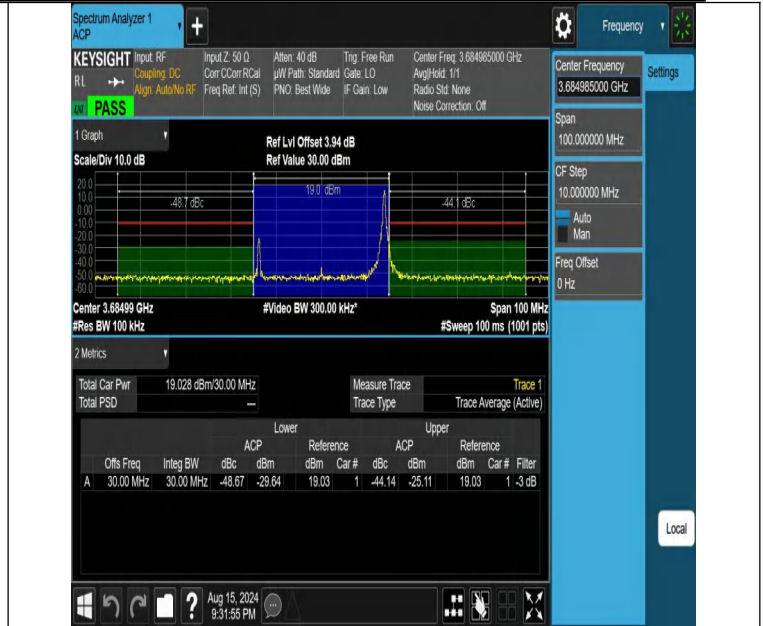 Spectrum Analyzer 1
ACP
+
Frequency
KEYSIGHT Input: RF Input Z: 50 Ω Atten: 40 dB Trig: Free Run Center Freq: 3.684985000 GHz
RL Coupling: DC Corr CCorr RCal µW Path: Standard Gate: LO Avg|Hold: 1/1
Align: Auto/No RF Freq Ref: Int (S) PNO: Best Wide IF Gain: Low Radio Std: None
Noise Correction: Off
PASS
Center Frequency
3.684985000 GHz
Settings
Span
100.000000 MHz
CF Step
10.000000 MHz
Auto
Man
Freq Offset
0 Hz
1 Graph
Ref Lvl Offset 3.94 dB
Scale/Div 10.0 dB Ref Value 30.00 dBm
20.0
10.0
0.00
-10.0
-20.0
-30.0
-40.0
-50.0
-60.0
-48.7 dBc 19.0 dBm -44.1 dBc
Center 3.68499 GHz #Video BW 300.00 kHz* Span 100 MHz
#Res BW 100 kHz #Sweep 100 ms (1001 pts)
2 Metrics
Total Car Pwr 19.028 dBm/30.00 MHz Measure Trace Trace 1
Total PSD --- Trace Type Trace Average (Active)
Lower Upper
ACP Reference ACP Reference
Offs Freq Integ BW dBc dBm dBm Car # dBc dBm dBm Car # Filter
A 30.00 MHz 30.00 MHz -48.67 -29.64 19.03 1 -44.14 -25.11 19.03 1 -3 dB
Local
? Aug 15, 2024
9:31:55 PM